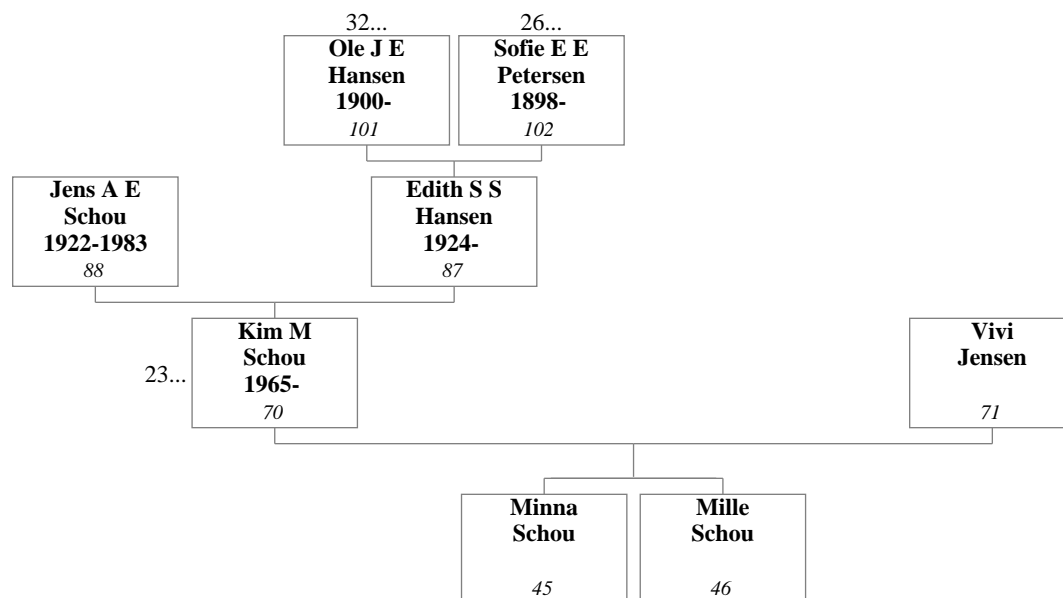 32...
26...
Ole J E
Hansen
1900-
101
Sofie E E
Petersen
1898-
102
Jens A E
Schou
1922-1983
88
Edith S S
Hansen
1924-
87
23...
Kim M
Schou
1965-
70
Vivi
Jensen
71
Minna
Schou
45
Mille
Schou
46